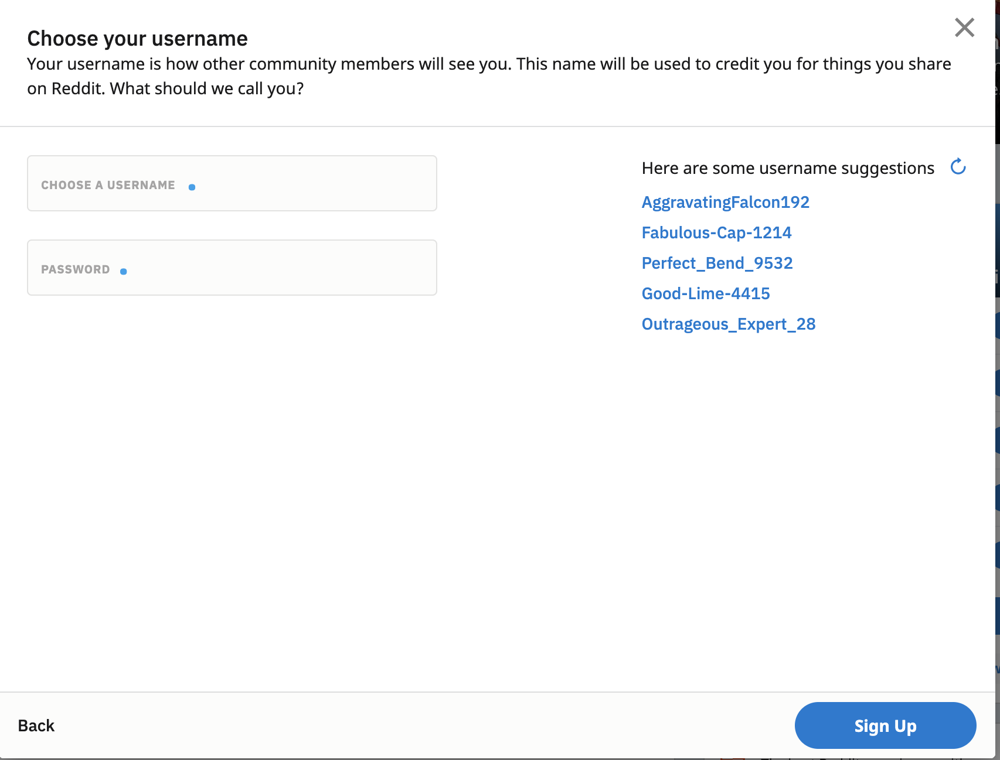 Choose your username
Your username is how other community members will see you. This name will be used to credit you for things you share
on Reddit. What should we call you?
CHOOSE A USERNAME
PASSWORD
Here are some username suggestions
AggravatingFalcon192
Fabulous-Cap-1214
Perfect_Bend_9532
Good-Lime-4415
Outrageous_Expert_28
Back
Sign Up